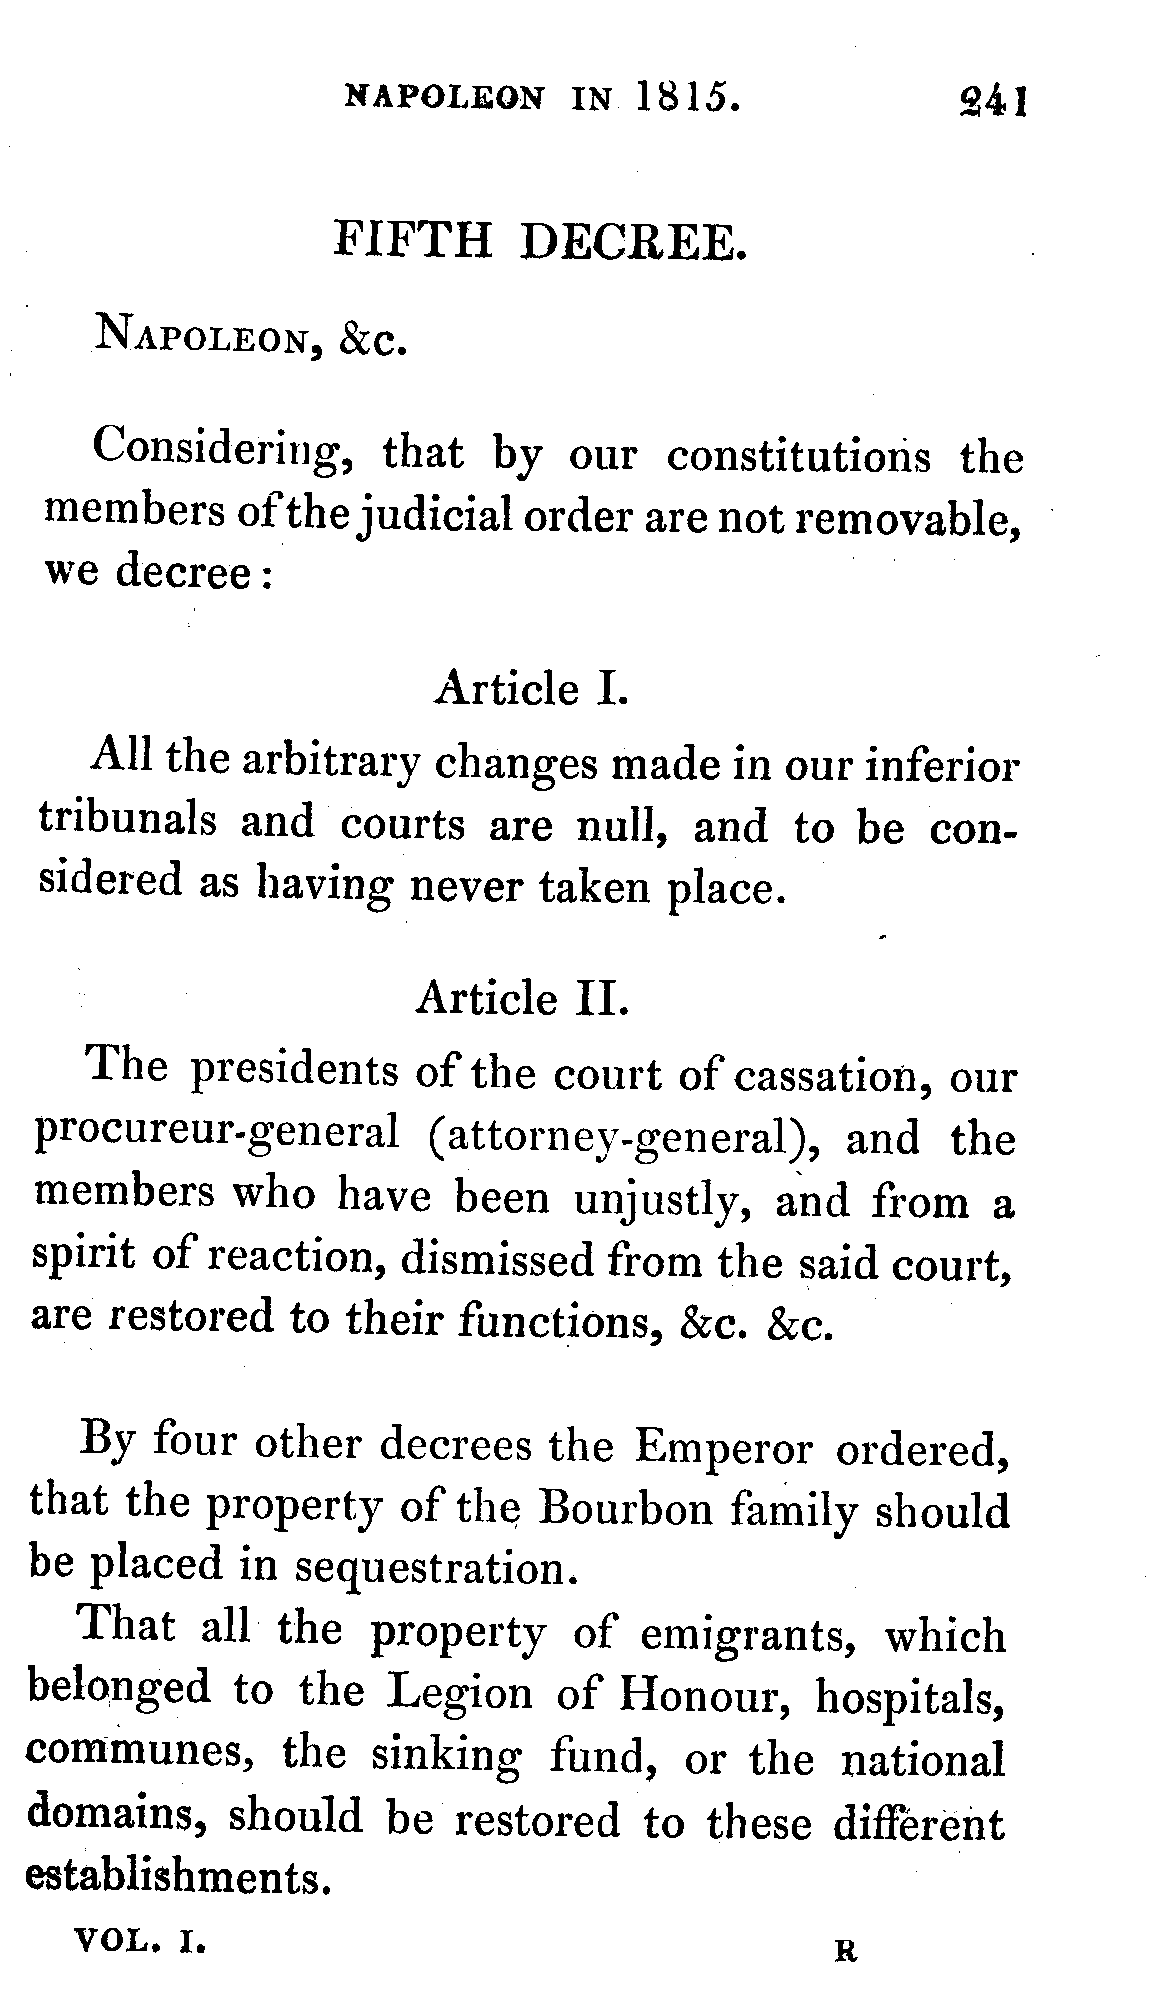 NAPOLEON IN 1815. 241
FIFTH DECREE.
NAPOLEON, &c.
Considering, that by our constitutions the
members of the judicial order are not removable,
we decree:
Article I.
All the arbitrary changes made in our inferior
tribunals and courts are null, and to be con-
sidered as having never taken place.
Article II.
The presidents of the court of cassation, our
procureur-general (attorney-general), and the
members who have been unjustly, and from a
spirit of reaction, dismissed from the said court,
are restored to their functions, &c. &c.
By four other decrees the Emperor ordered,
that the property of the Bourbon family should
be placed in sequestration.
That all the property of emigrants, which
belonged to the Legion of Honour, hospitals,
communes, the sinking fund, or the national
domains, should be restored to these different
establishments.
VOL. I. R